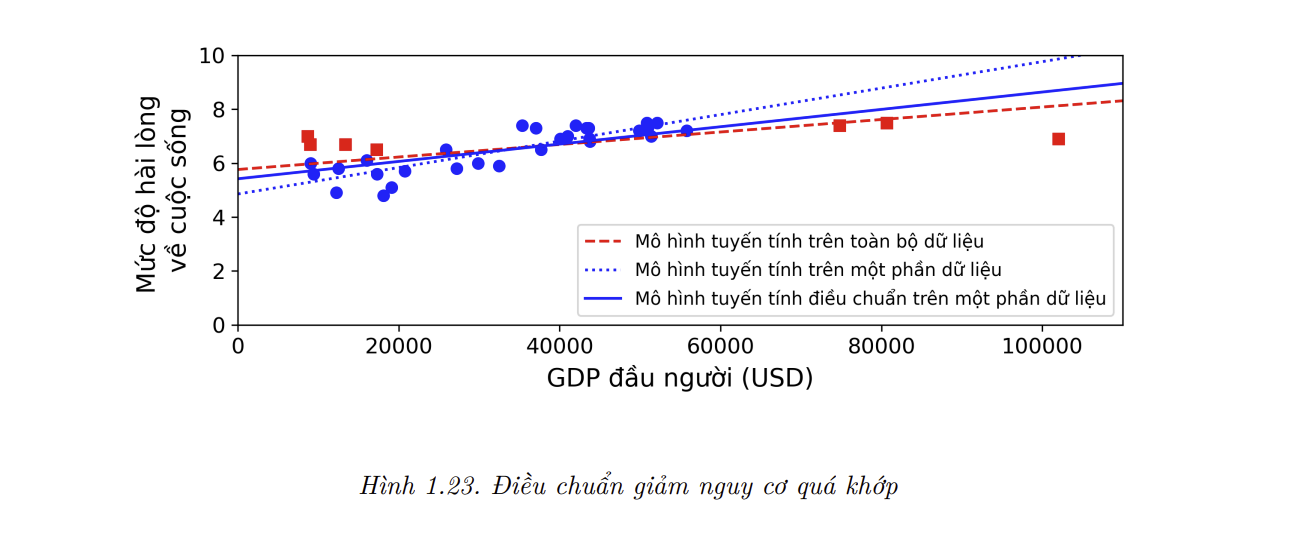 Mức độ hài lòng
về cuộc sống
10
8
6
4
2
0
Mô hình tuyến tính trên toàn bộ dữ liệu
Mô hình tuyến tính trên một phần dữ liệu
Mô hình tuyến tính điều chuẩn trên một phần dữ liệu
0 20000 40000 60000 80000 100000
GDP đầu người (USD)
Hình 1.23. Điều chuẩn giảm nguy cơ quá khớp